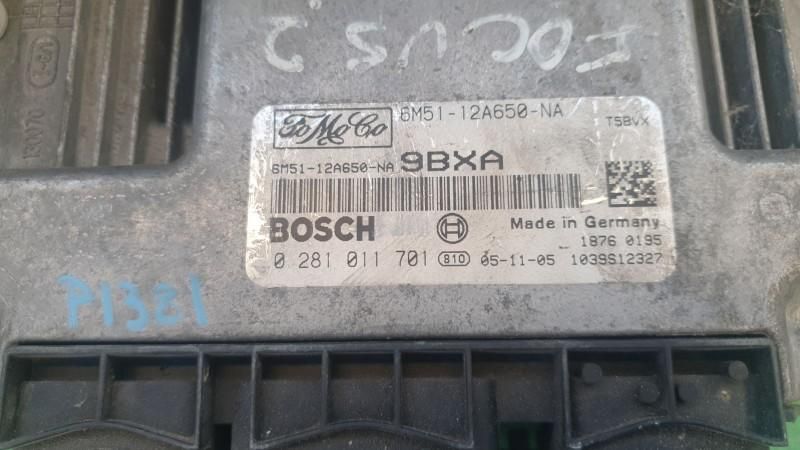 FOCUS 2
FoMoCo
6M51-12A650-NA
T5BVX
6M51-12A650-NA 9BXA
BOSCH
Made in Germany
1876 0195
0 281 011 701 810 05-11-05 1039S12327
P1321